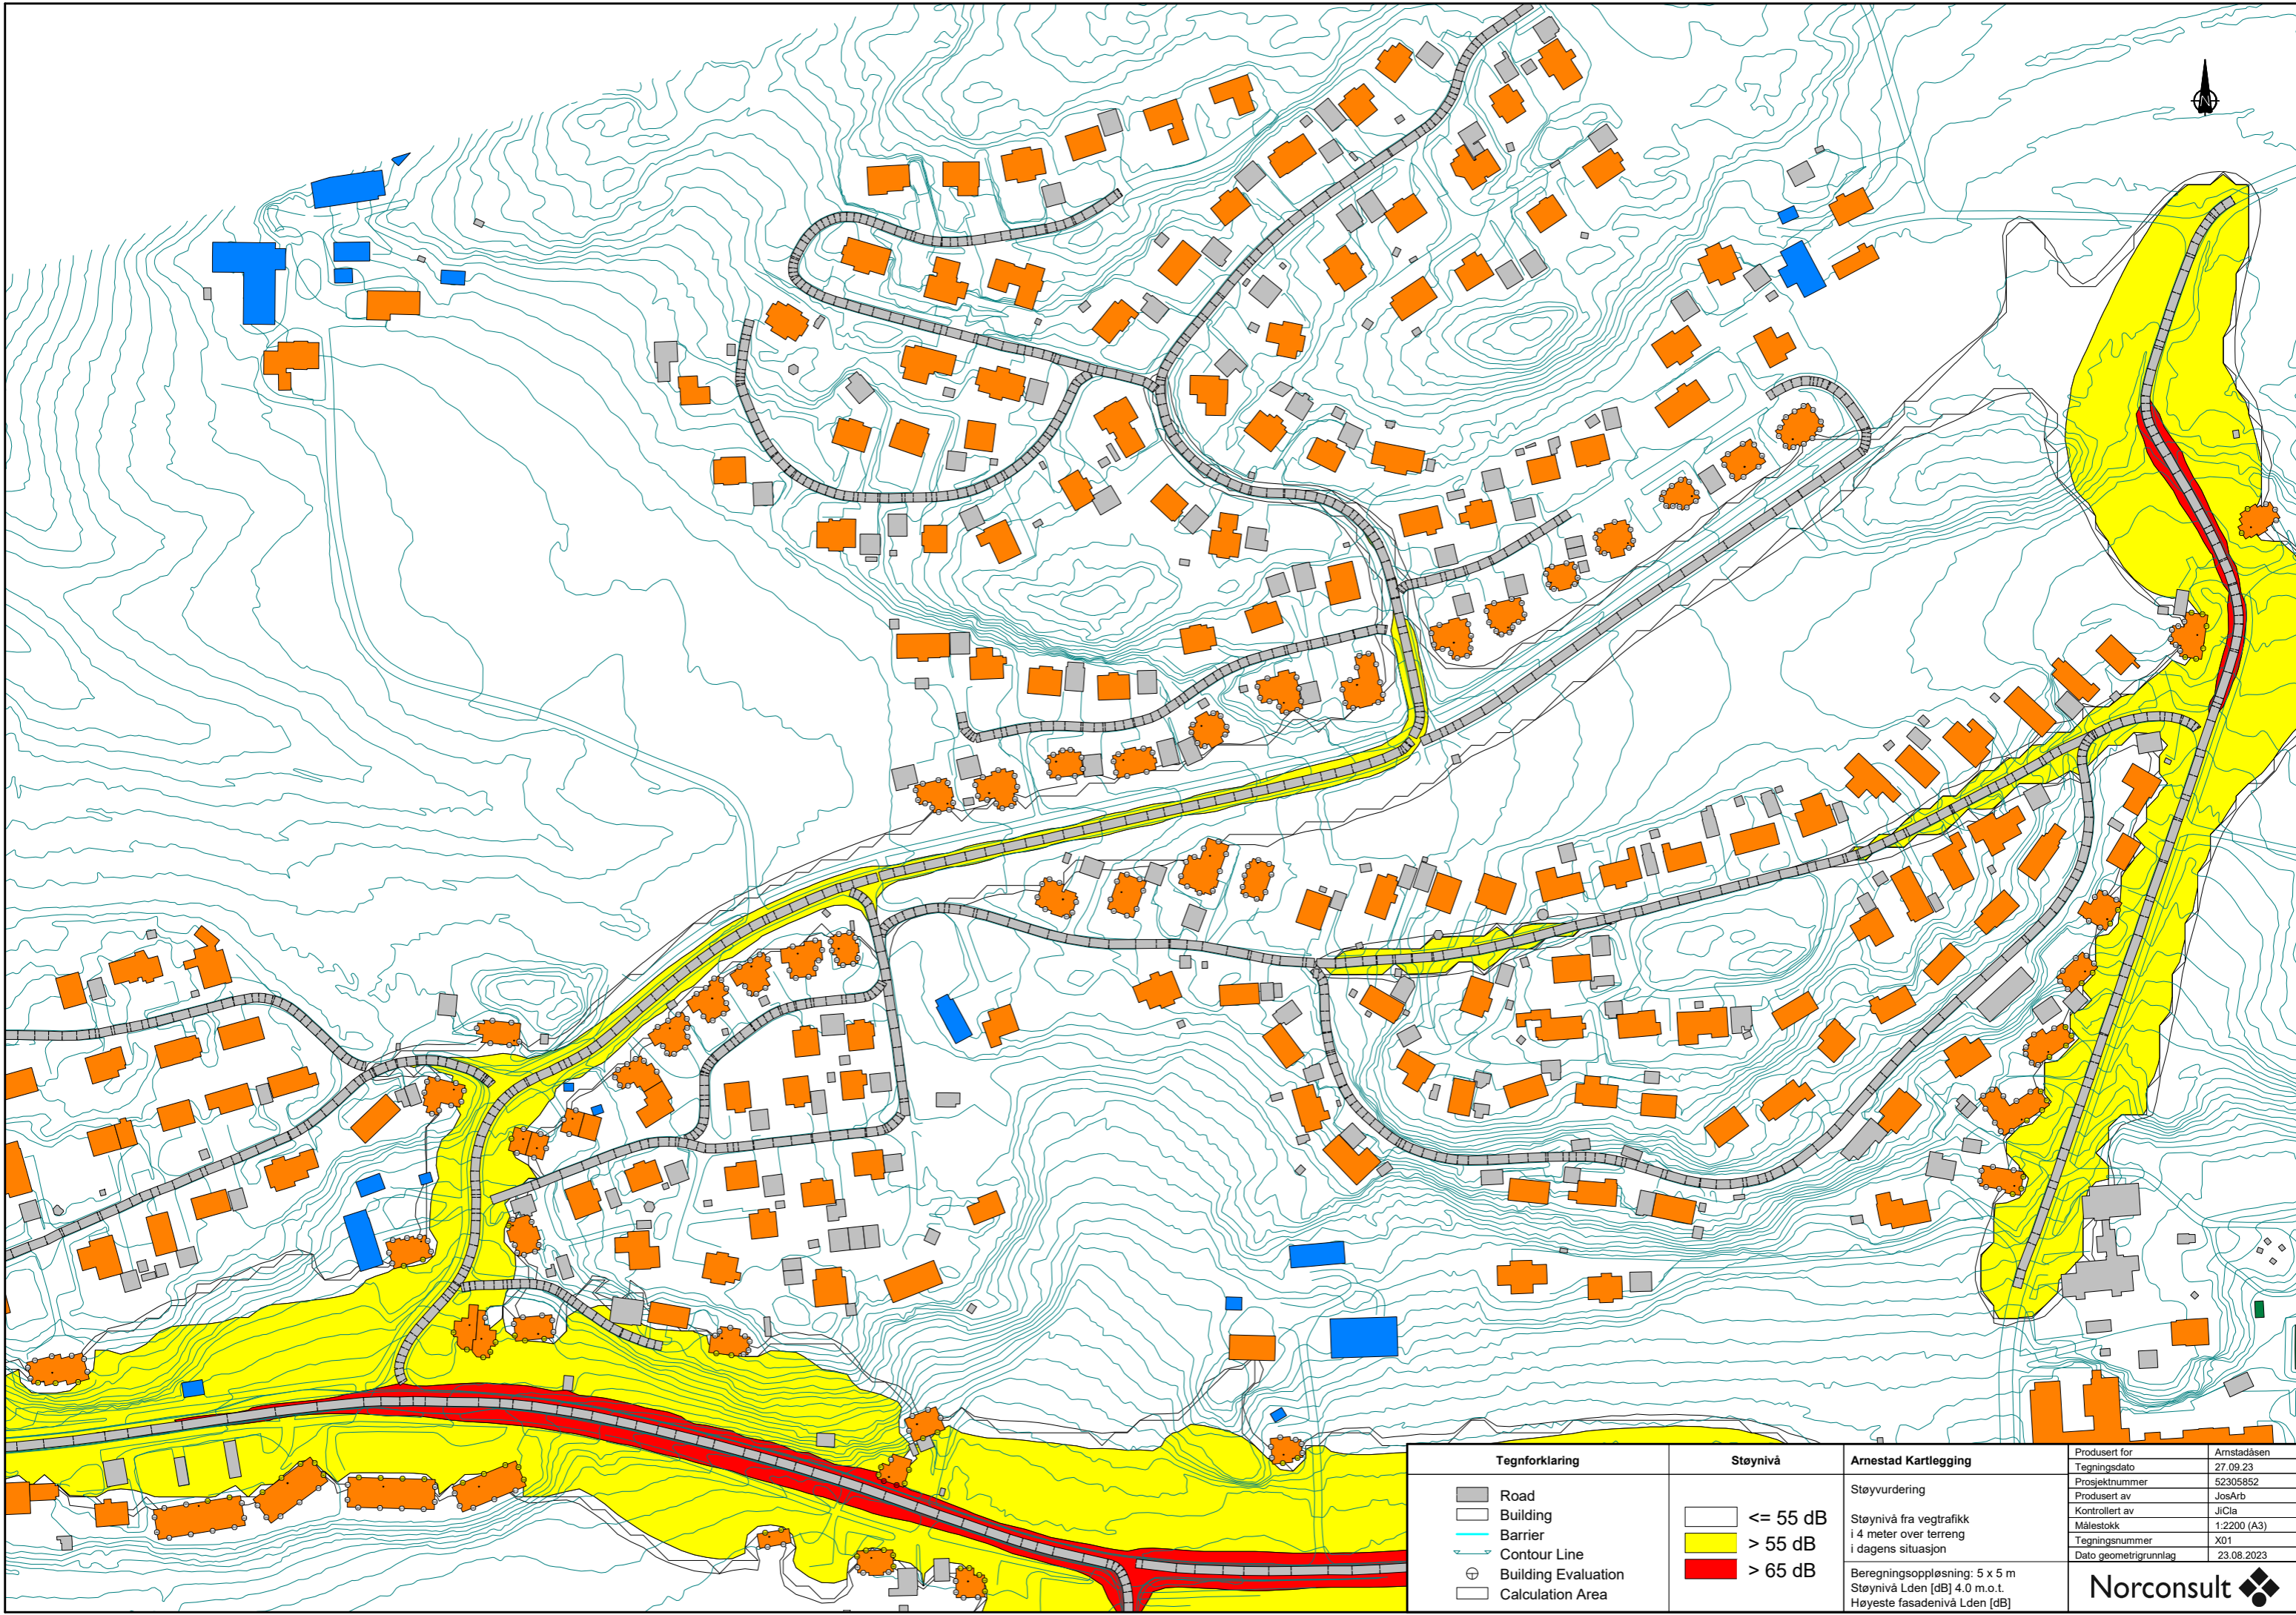 N
Tegnforklaring
Road
Building
Barrier
Contour Line
Building Evaluation
Calculation Area
Støynivå
<= 55 dB
> 55 dB
> 65 dB
Arnestad Kartlegging
Støyvurdering
Støynivå fra vegtrafikk
i 4 meter over terreng
i dagens situasjon
Beregningsoppløsning: 5 x 5 m
Støynivå Lden [dB] 4.0 m.o.t.
Høyeste fasadenivå Lden [dB]
Produsert for Arnstadåsen
Tegningsdato 27.09.23
Prosjektnummer 52305852
Produsert av JosArb
Kontrollert av JiCla
Målestokk 1:2200 (A3)
Tegningsnummer X01
Dato geometrigrunnlag 23.08.2023
Norconsult